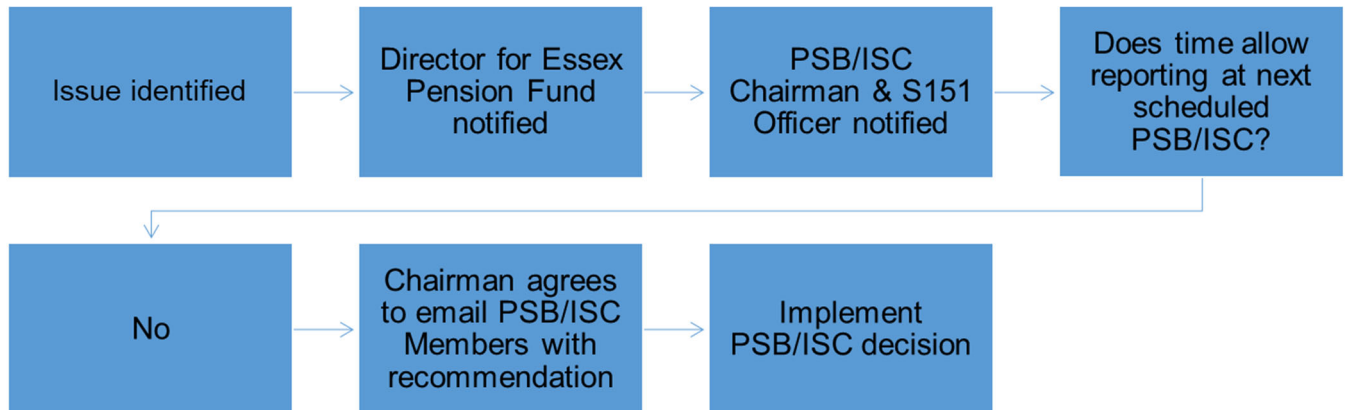 Issue identified
Director for Essex
Pension Fund
notified
PSB/ISC
Chairman & S151
Officer notified
Does time allow
reporting at next
scheduled
PSB/ISC?
No
Chairman agrees
to email PSB/ISC
Members with
recommendation
Implement
PSB/ISC decision